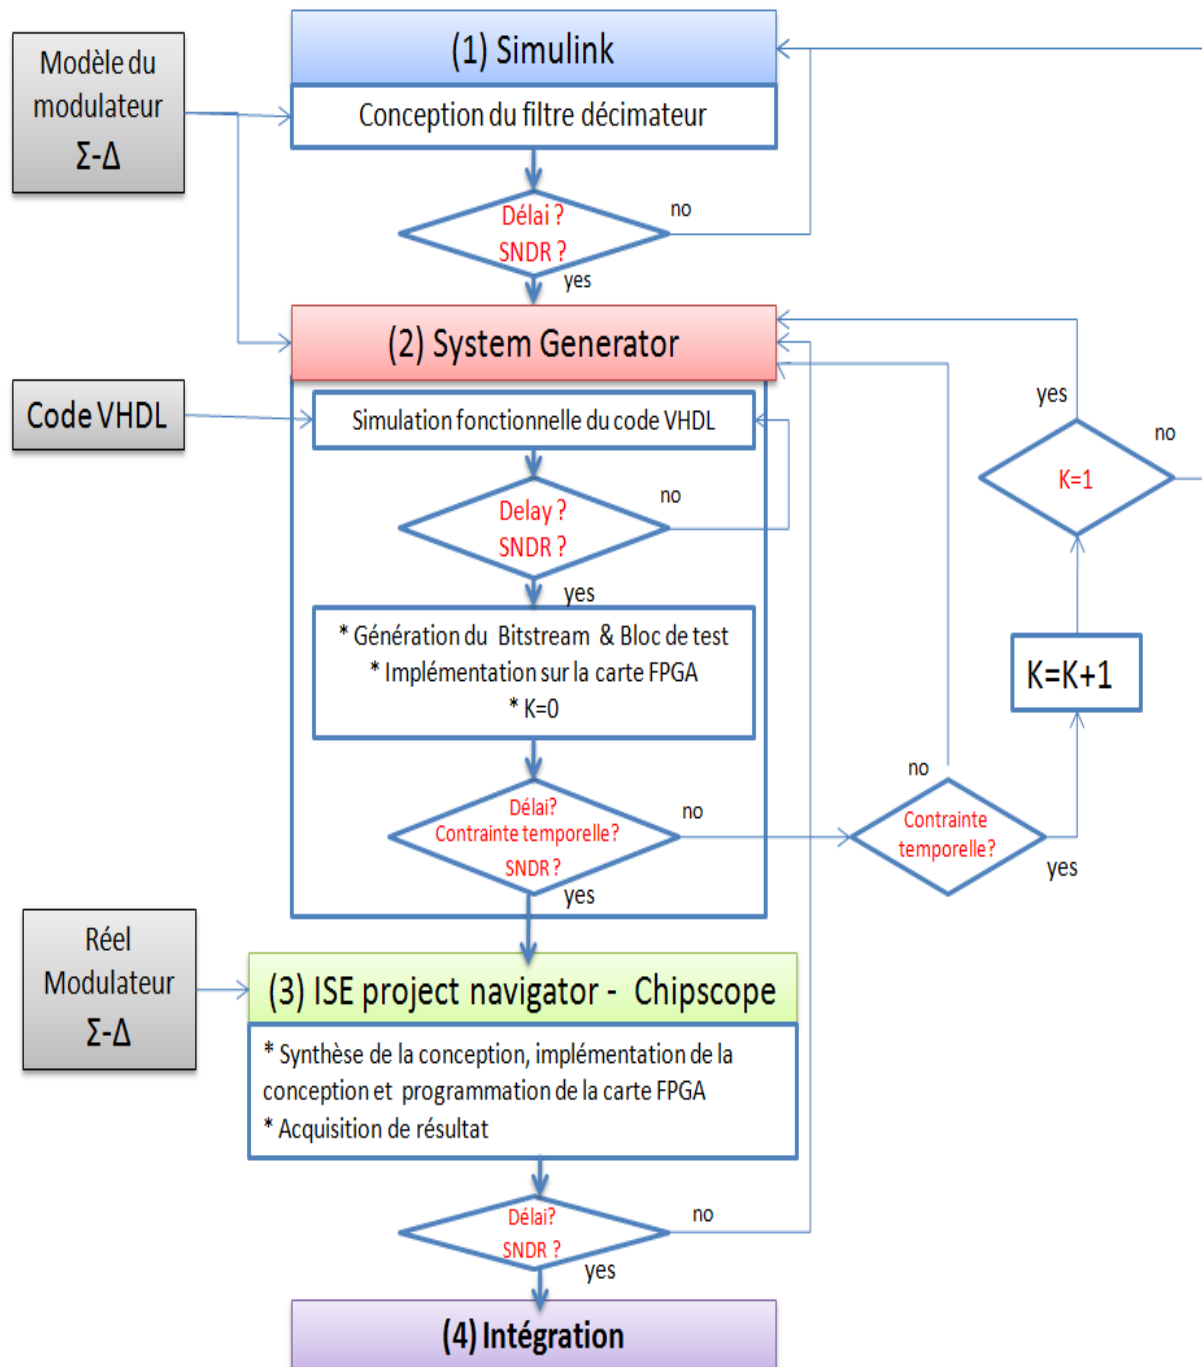 (1) Simulink
Modèle du
modulateur
Σ-Δ
Conception du filtre décimateur
Délai ?
SNDR ?
no
yes
(2) System Generator
Code VHDL
Simulation fonctionnelle du code VHDL
Delay ?
SNDR ?
no
yes
yes
no
K=1
* Génération du Bitstream & Bloc de test
* Implémentation sur la carte FPGA
* K=0
K=K+1
Délai?
Contrainte temporelle?
SNDR ?
no
yes
no
Contrainte
temporelle?
yes
Réel
Modulateur
Σ-Δ
(3) ISE project navigator - Chipscope
* Synthèse de la conception, implémentation de la
conception et programmation de la carte FPGA
* Acquisition de résultat
Délai?
SNDR ?
no
yes
(4) Intégration